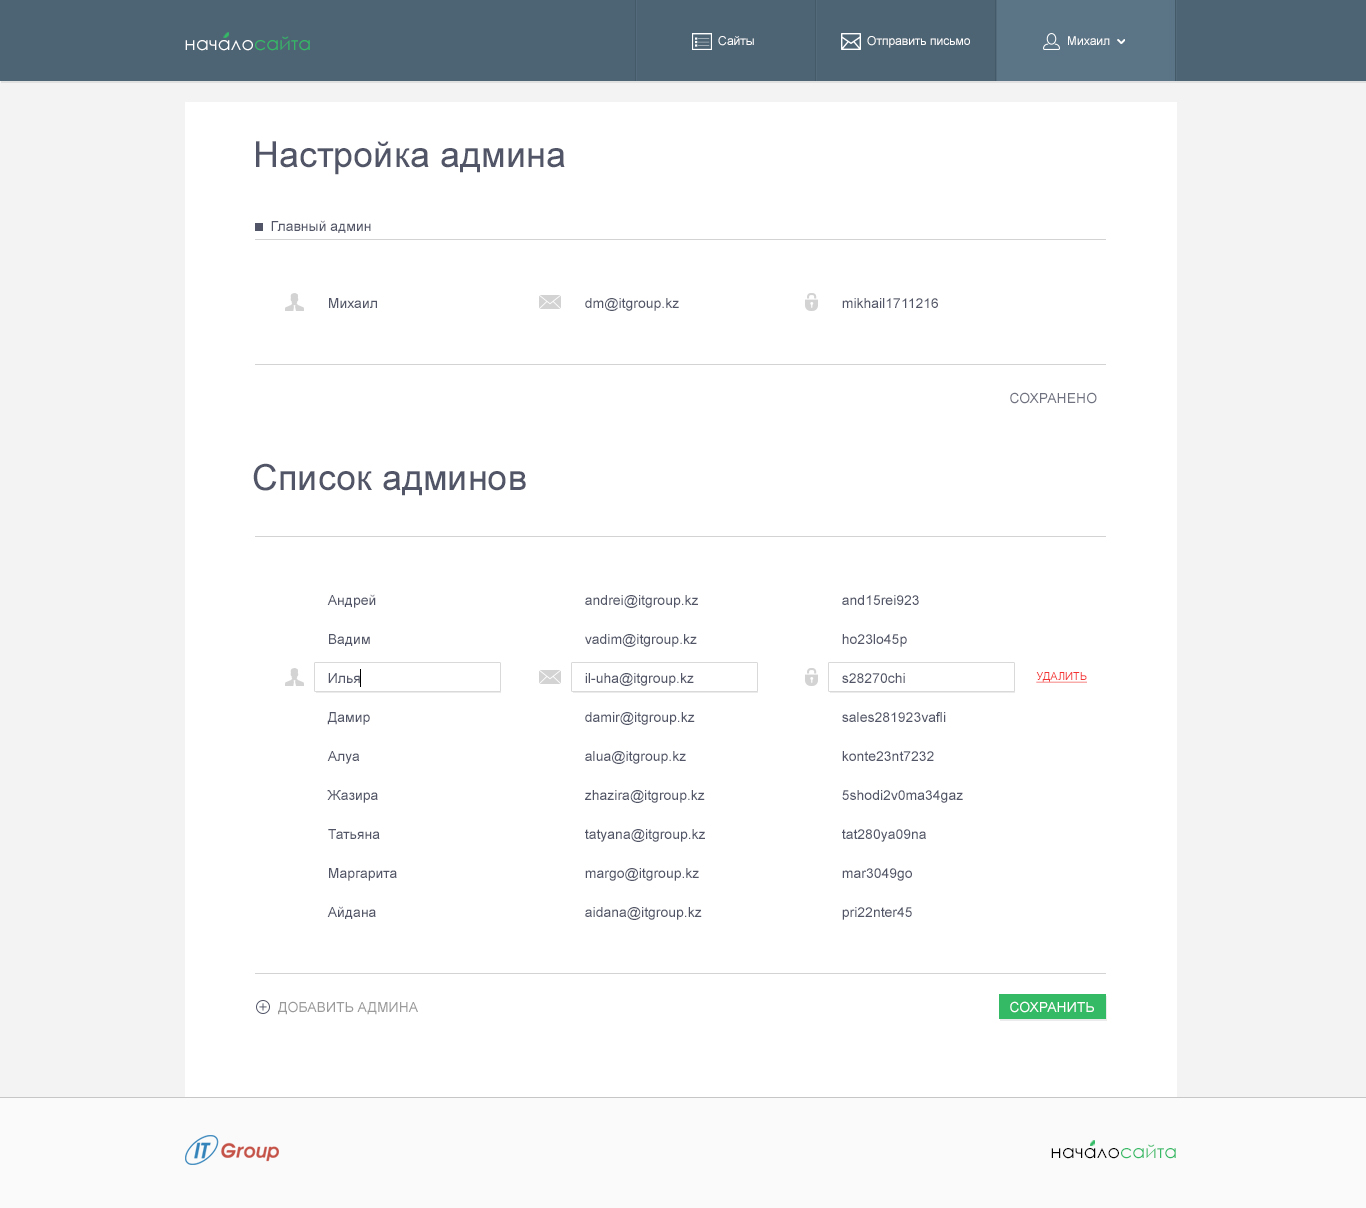 началосайта
Сайты
Отправить письмо
Михаил
Настройка админа
Главный админ
Михаил dm@itgroup.kz mikhail1711216
СОХРАНЕНО
Список админов
Андрей andrei@itgroup.kz and15rei923
Вадим vadim@itgroup.kz ho23lo45p
Илья il-uha@itgroup.kz s28270chi УДАЛИТЬ
Дамир damir@itgroup.kz sales281923vafli
Алуа alua@itgroup.kz konte23nt7232
Жазира zhazira@itgroup.kz 5shodi2v0ma34gaz
Татьяна tatyana@itgroup.kz tat280ya09na
Маргарита margo@itgroup.kz mar3049go
Айдана aidana@itgroup.kz pri22nter45
ДОБАВИТЬ АДМИНА
СОХРАНИТЬ
IT Group
началосайта